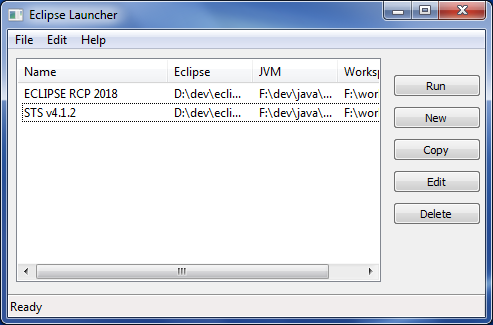 Eclipse Launcher
File Edit Help
Name Eclipse JVM Worksp
ECLIPSE RCP 2018 D:\dev\ecli... F:\dev\java\... F:\wor
STS v4.1.2 D:\dev\ecli... F:\dev\java\... F:\wor
Run
New
Copy
Edit
Delete
Ready